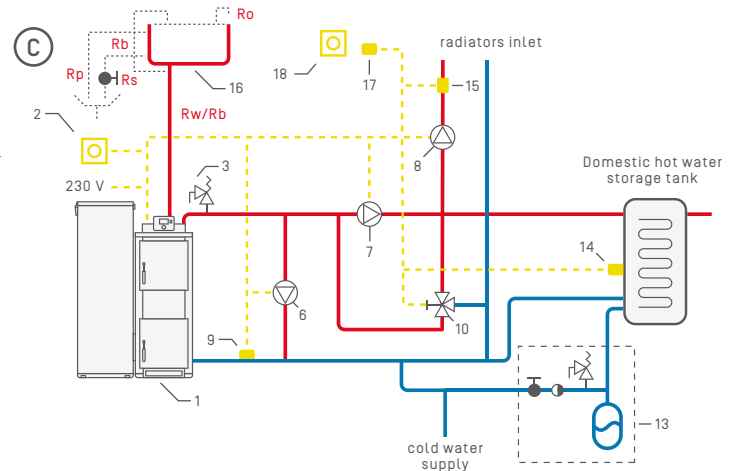 C
Ro
Rb
Rp
Rs
16
18
17
radiators inlet
15
2
Rw/Rb
3
8
230 V
Domestic hot water
storage tank
7
14
6
10
9
1
13
cold water
supply